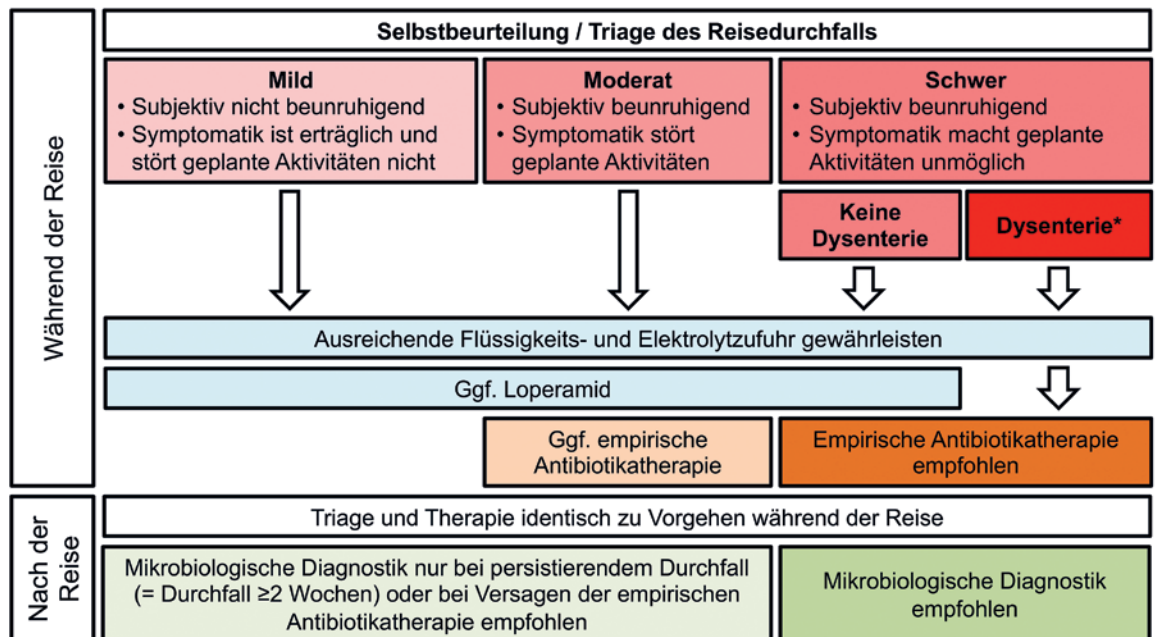 Während der Reise
Selbstbeurteilung / Triage des Reisedurchfalls
Mild
• Subjektiv nicht beunruhigend
• Symptomatik ist erträglich und
stört geplante Aktivitäten nicht
Moderat
• Subjektiv beunruhigend
• Symptomatik stört
geplante Aktivitäten
Schwer
• Subjektiv beunruhigend
• Symptomatik macht geplante
Aktivitäten unmöglich
Keine
Dysenterie
Dysenterie*
Ausreichende Flüssigkeits- und Elektrolytzufuhr gewährleisten
Ggf. Loperamid
Ggf. empirische
Antibiotikatherapie
Empirische Antibiotikatherapie
empfohlen
Nach der
Reise
Triage und Therapie identisch zu Vorgehen während der Reise
Mikrobiologische Diagnostik nur bei persistierendem Durchfall
(= Durchfall ≥2 Wochen) oder bei Versagen der empirischen
Antibiotikatherapie empfohlen
Mikrobiologische Diagnostik
empfohlen